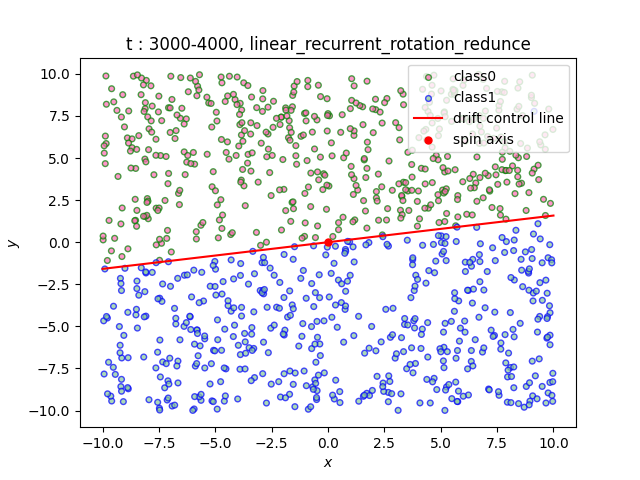 t : 3000-4000, linear_recurrent_rotation_redunce
class0
class1
drift control line
spin axis
10.0
7.5
5.0
2.5
0.0
−2.5
−5.0
−7.5
−10.0
y
−10.0 −7.5 −5.0 −2.5 0.0 2.5 5.0 7.5 10.0
x